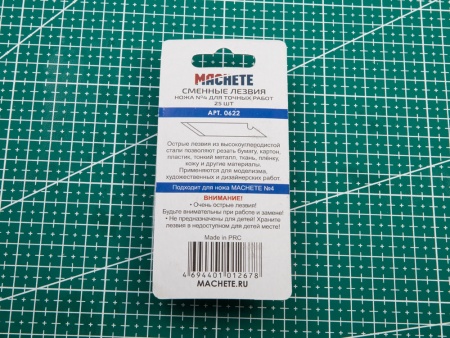 MACHETE
СМЕННЫЕ ЛЕЗВИЯ
НОЖА №4 ДЛЯ ТОЧНЫХ РАБОТ
25 ШТ
АРТ. 0622
Острые лезвия из высокоуглеродистой
стали позволяют резать бумагу, картон,
пластик, тонкий металл, ткань, плёнку,
кожу и другие материалы.
Применяются для моделизма,
художественных и дизайнерских работ
Подходит для ножа MACHETE №4
ВНИМАНИЕ!
• Очень острые лезвия!
Будьте внимательны при работе и замене!
• Не предназначены для детей! Храните
лезвия в недоступном для детей месте!
Made in PRC
4 694401 012678
MACHETE.RU